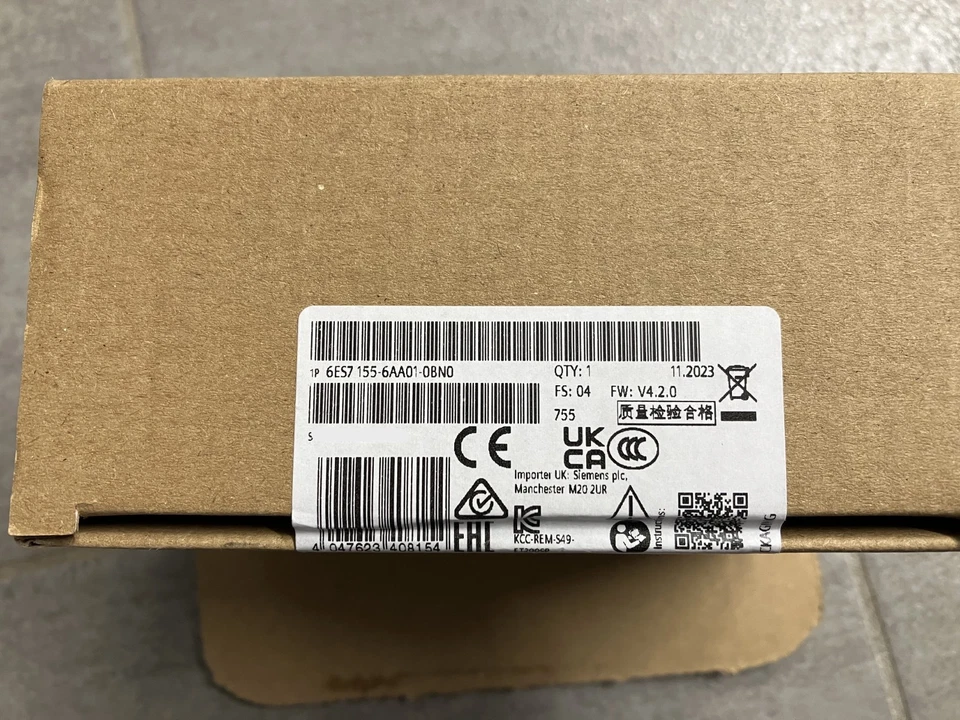 1P 6ES7 155-6AA01-0BN0
QTY: 1 11.2023
FS: 04 FW: V4.2.0
755 质量检验合格
S
CE UK CA CCC
Importer UK: Siemens plc,
Manchester M20 2UR
EAC
KCC-REM-S49-
4 047623 408154